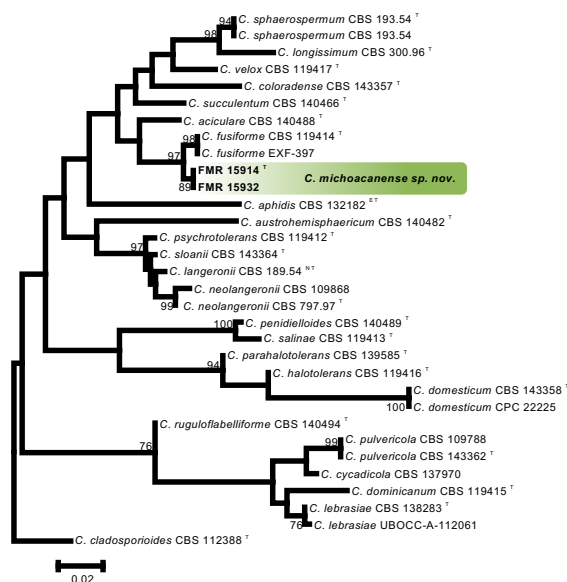 94
C. sphaerospermum CBS 193.54 T
C. sphaerospermum CBS 193.54
98
C. longissimum CBS 300.96 T
C. velox CBS 119417 T
C. coloradense CBS 143357 T
C. succulentum CBS 140466 T
C. aciculare CBS 140488 T
98
C. fusiforme CBS 119414 T
C. fusiforme EXF-397
97
FMR 15914 T
C. michoacanense sp. nov.
89
FMR 15932
C. aphidis CBS 132182 ET
C. austrohemisphaericum CBS 140482 T
C. psychrotolerans CBS 119412 T
97
C. sloanii CBS 143364 T
C. langeronii CBS 189.54 NT
C. neolangeronii CBS 109868
99
C. neolangeronii CBS 797.97 T
100
C. penidielloides CBS 140489 T
C. salinae CBS 119413 T
C. parahalotolerans CBS 139585 T
94
C. halotolerans CBS 119416 T
C. domesticum CBS 143358 T
100
C. domesticum CPC 22225
C. ruguloflabelliforme CBS 140494 T
76
C. pulvericola CBS 109788
99
C. pulvericola CBS 143362 T
C. cycadicola CBS 137970
C. dominicanum CBS 119415 T
C. lebrasiae CBS 138283 T
76
C. lebrasiae UBOCC-A-112061
C. cladosporioides CBS 112388 T
0.02